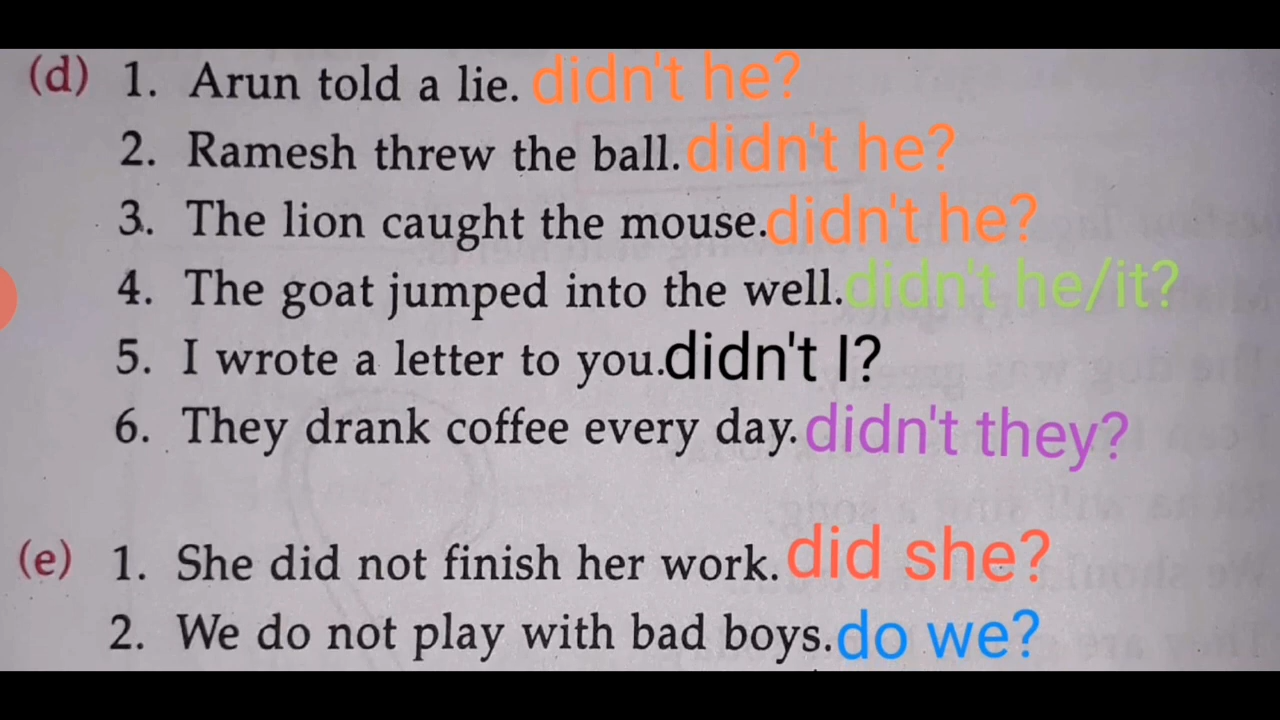 (d) 1. Arun told a lie. didn't he?
2. Ramesh threw the ball. didn't he?
3. The lion caught the mouse. didn't he?
4. The goat jumped into the well. didn't he/it?
5. I wrote a letter to you. didn't I?
6. They drank coffee every day. didn't they?
(e) 1. She did not finish her work. did she?
2. We do not play with bad boys. do we?